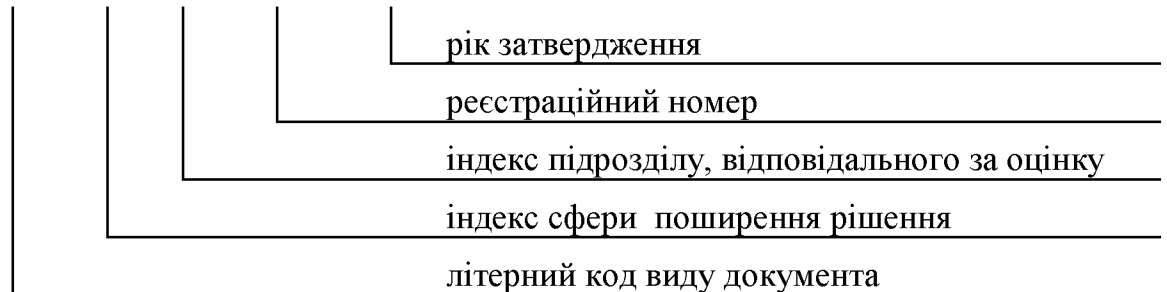 рік затвердження
реєстраційний номер
індекс підрозділу, відповідального за оцінку
індекс сфери поширення рішення
літерний код виду документа